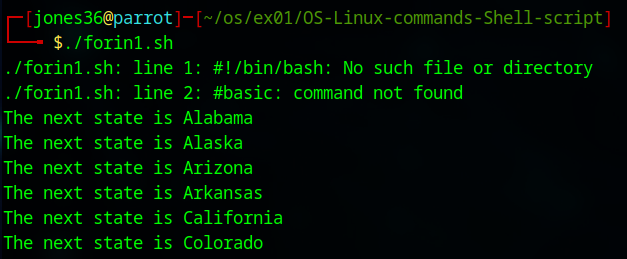 ┌─[jones36@parrot]─[~/os/ex01/OS-Linux-commands-Shell-script]
└──╼ $./forin1.sh
./forin1.sh: line 1: #!/bin/bash: No such file or directory
./forin1.sh: line 2: #basic: command not found
The next state is Alabama
The next state is Alaska
The next state is Arizona
The next state is Arkansas
The next state is California
The next state is Colorado